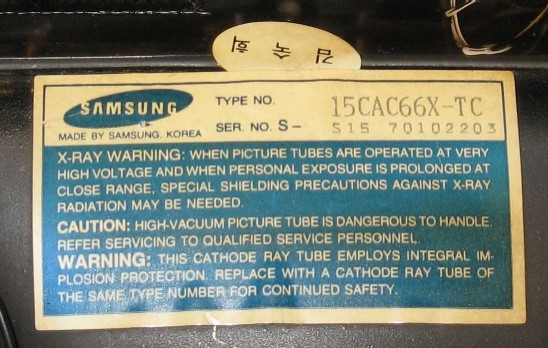 SAMSUNG
MADE BY SAMSUNG, KOREA
TYPE NO. 15CAC66X-TC
SER. NO. S- S15 70102203
X-RAY WARNING: WHEN PICTURE TUBES ARE OPERATED AT VERY
HIGH VOLTAGE AND WHEN PERSONAL EXPOSURE IS PROLONGED AT
CLOSE RANGE, SPECIAL SHIELDING PRECAUTIONS AGAINST X-RAY
RADIATION MAY BE NEEDED.
CAUTION: HIGH-VACUUM PICTURE TUBE IS DANGEROUS TO HANDLE.
REFER SERVICING TO QUALIFIED SERVICE PERSONNEL.
WARNING: THIS CATHODE RAY TUBE EMPLOYS INTEGRAL IM-
PLOSION PROTECTION. REPLACE WITH A CATHODE RAY TUBE OF
THE SAME TYPE NUMBER FOR CONTINUED SAFETY.